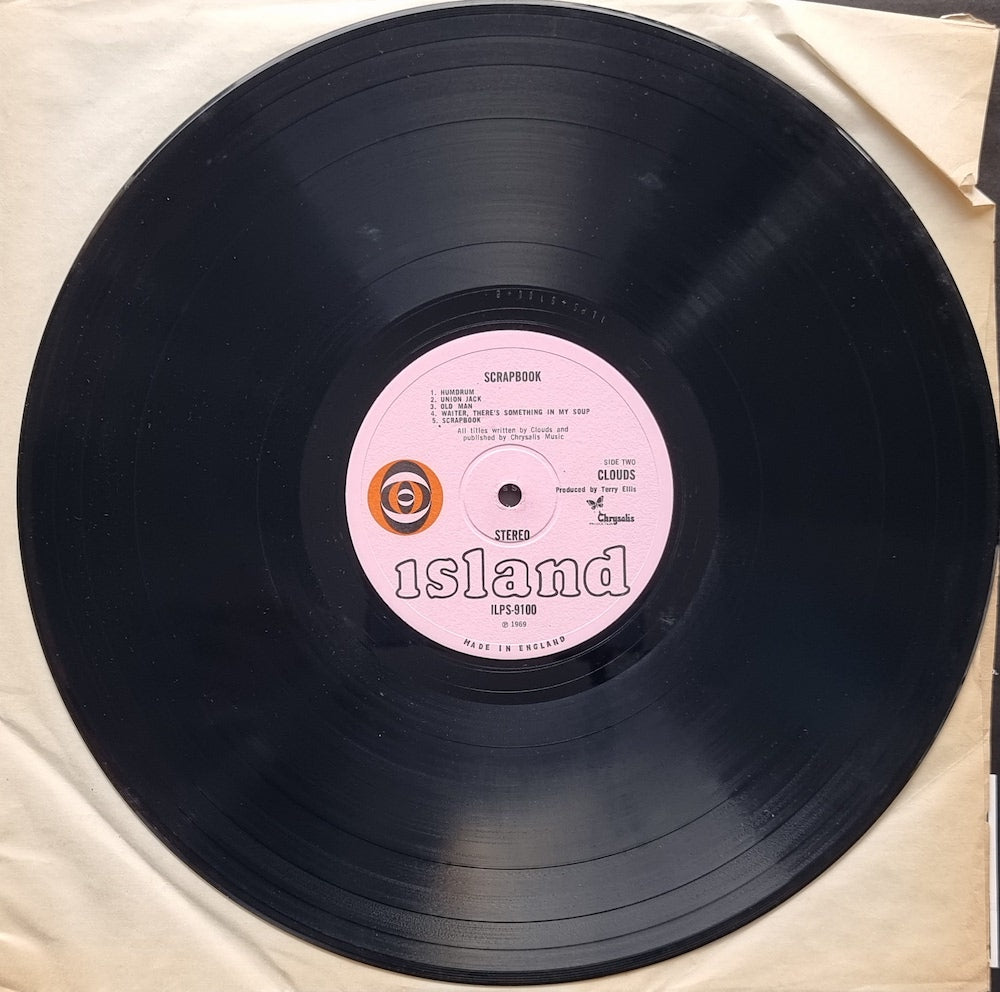 SCRAPBOOK
1. HUMDRUM
2. UNION JACK
3. OLD MAN
4. WAITER, THERE'S SOMETHING IN MY SOUP
5. SCRAPBOOK
All titles written by Clouds and
published by Chrysalis Music
SIDE TWO
CLOUDS
Produced by Terry Ellis
Chrysalis
STEREO
island
ILPS-9100
℗ 1969
MADE IN ENGLAND